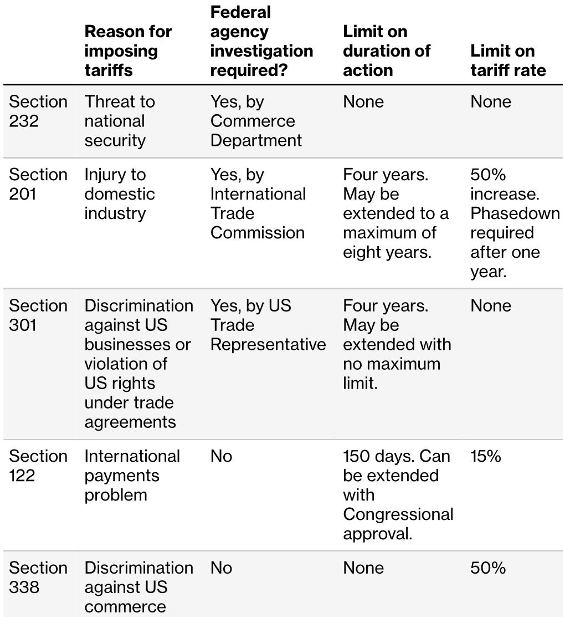 Reason for imposing tariffs
Federal agency investigation required?
Limit on duration of action
Limit on tariff rate
Section 232
Threat to national security
Yes, by Commerce Department
None
None
Section 201
Injury to domestic industry
Yes, by International Trade Commission
Four years. May be extended to a maximum of eight years.
50% increase. Phasedown required after one year.
Section 301
Discrimination against US businesses or violation of US rights under trade agreements
Yes, by US Trade Representative
Four years. May be extended with no maximum limit.
None
Section 122
International payments problem
No
150 days. Can be extended with Congressional approval.
15%
Section 338
Discrimination against US commerce
No
None
50%